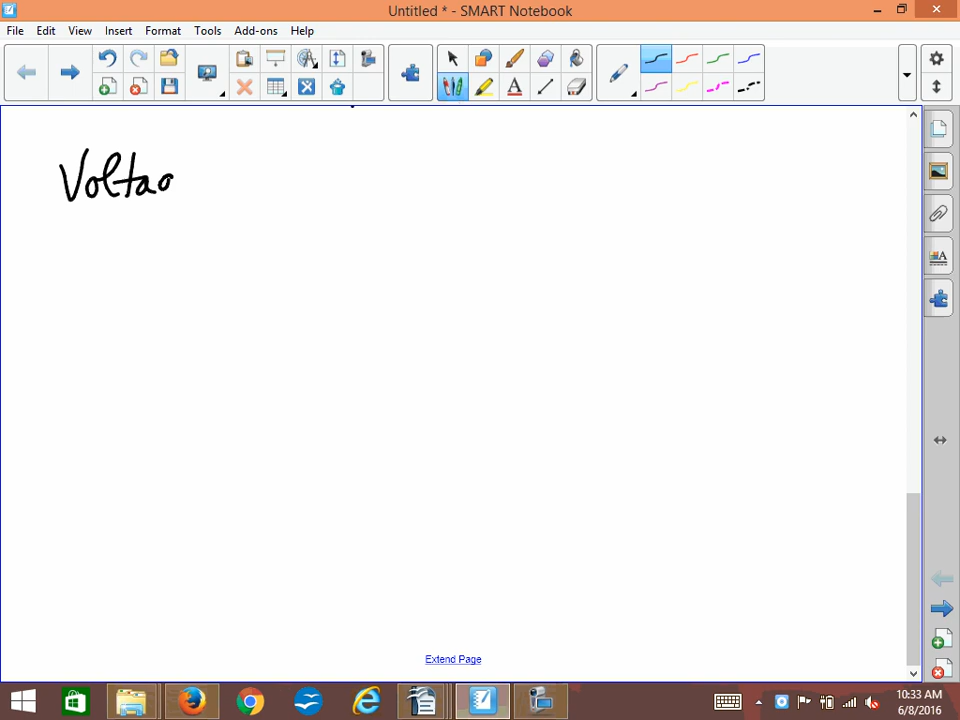 Untitled * - SMART Notebook
File Edit View Insert Format Tools Add-ons Help
Voltao
Extend Page
10:33 AM
6/8/2016